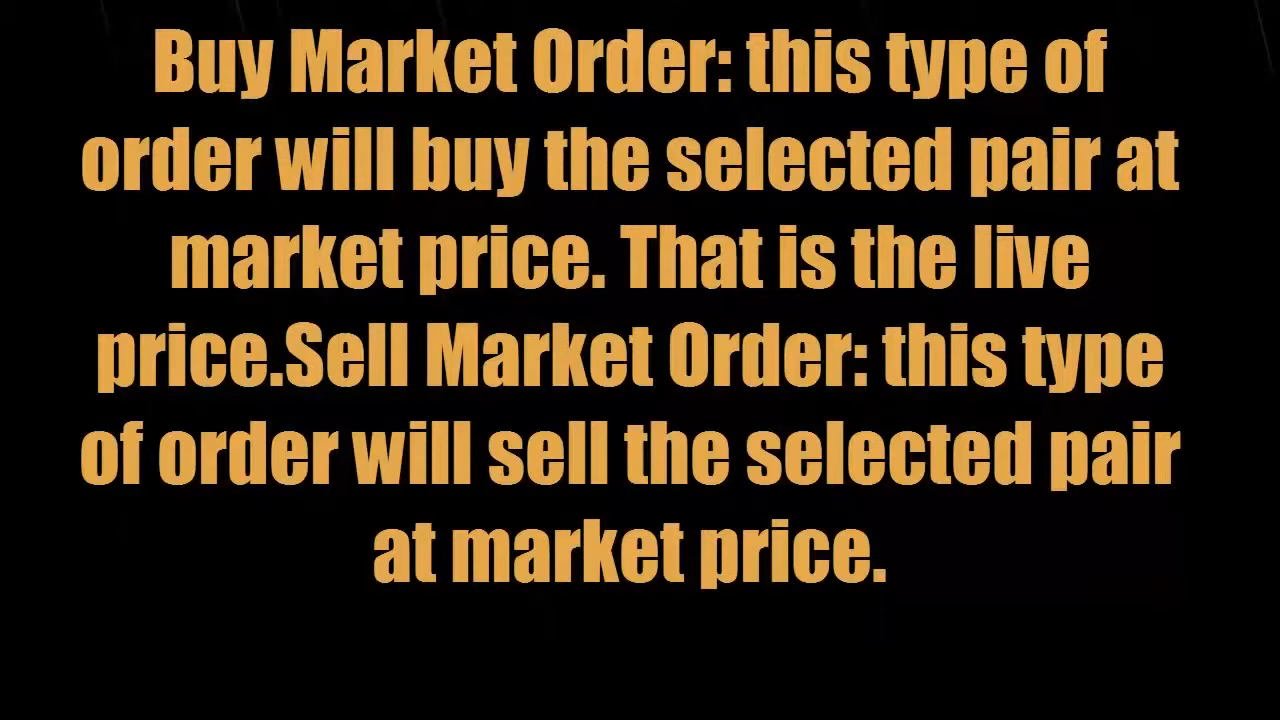 Buy Market Order: this type of
order will buy the selected pair at
market price. That is the live
price.Sell Market Order: this type
of order will sell the selected pair
at market price.